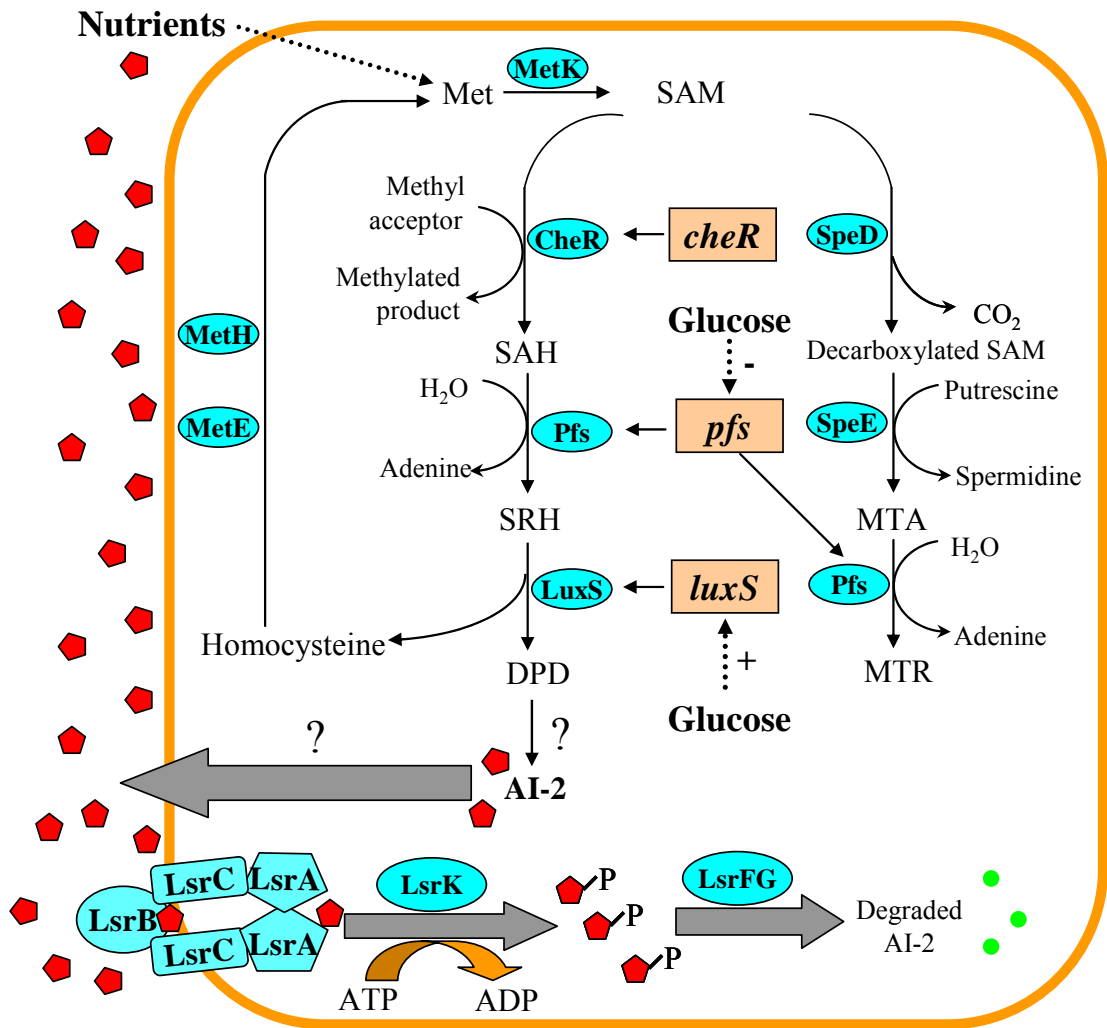 Nutrients
MetK
Met
SAM
Methyl
acceptor
CheR
cheR
SpeD
Methylated
product
CO₂
MetH
Glucose
SAH
Decarboxylated SAM
-
H₂O
Putrescine
MetE
Pfs
pfs
SpeE
Adenine
Spermidine
SRH
MTA
H₂O
LuxS
luxS
Pfs
Homocysteine
Adenine
DPD
+
MTR
Glucose
?
?
AI-2
LsrC
LsrA
LsrK
LsrFG
P
LsrB
P
Degraded
AI-2
LsrC
LsrA
P
ATP
ADP